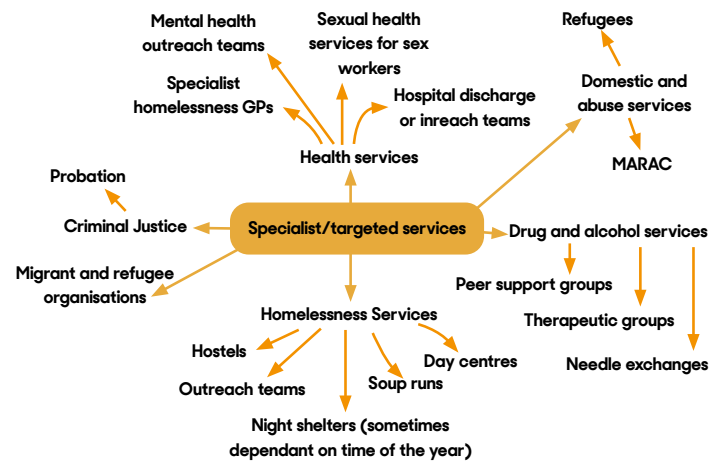 Mental health
outreach teams
Sexual health
services for sex
workers
Refugees
Specialist
homelessness GPs
Hospital discharge
or inreach teams
Domestic and
abuse services
Health services
MARAC
Probation
Criminal Justice
Specialist/targeted services
Drug and alcohol services
Migrant and refugee
organisations
Peer support groups
Therapeutic groups
Needle exchanges
Homelessness Services
Hostels
Outreach teams
Day centres
Soup runs
Night shelters (sometimes
dependant on time of the year)